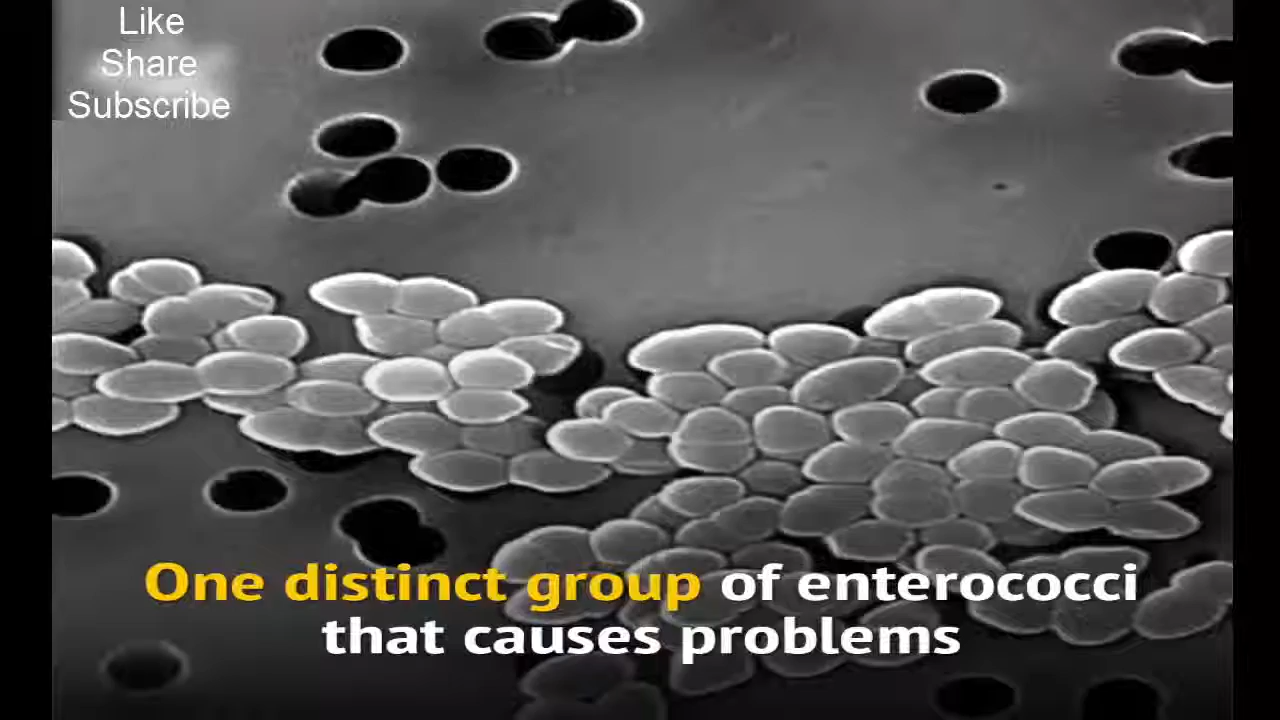 Like
Share
Subscribe
One distinct group of enterococci
that causes problems